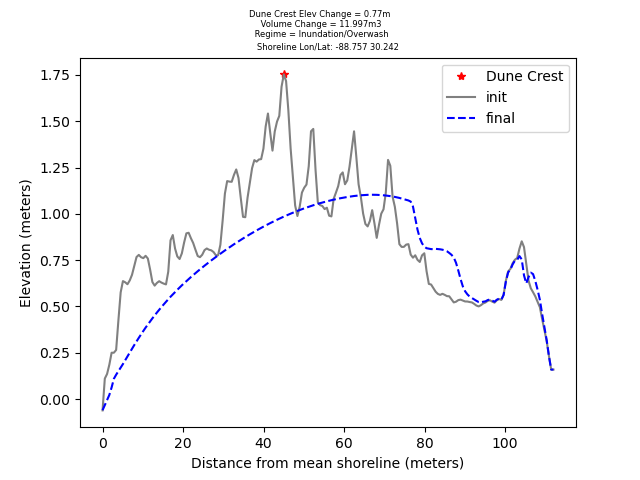 Dune Crest Elev Change = 0.77m
Volume Change = 11.997m3
Regime = Inundation/Overwash
Shoreline Lon/Lat: -88.757 30.242
Dune Crest
init
final
1.75
1.50
1.25
1.00
0.75
0.50
0.25
0.00
Elevation (meters)
0 20 40 60 80 100
Distance from mean shoreline (meters)